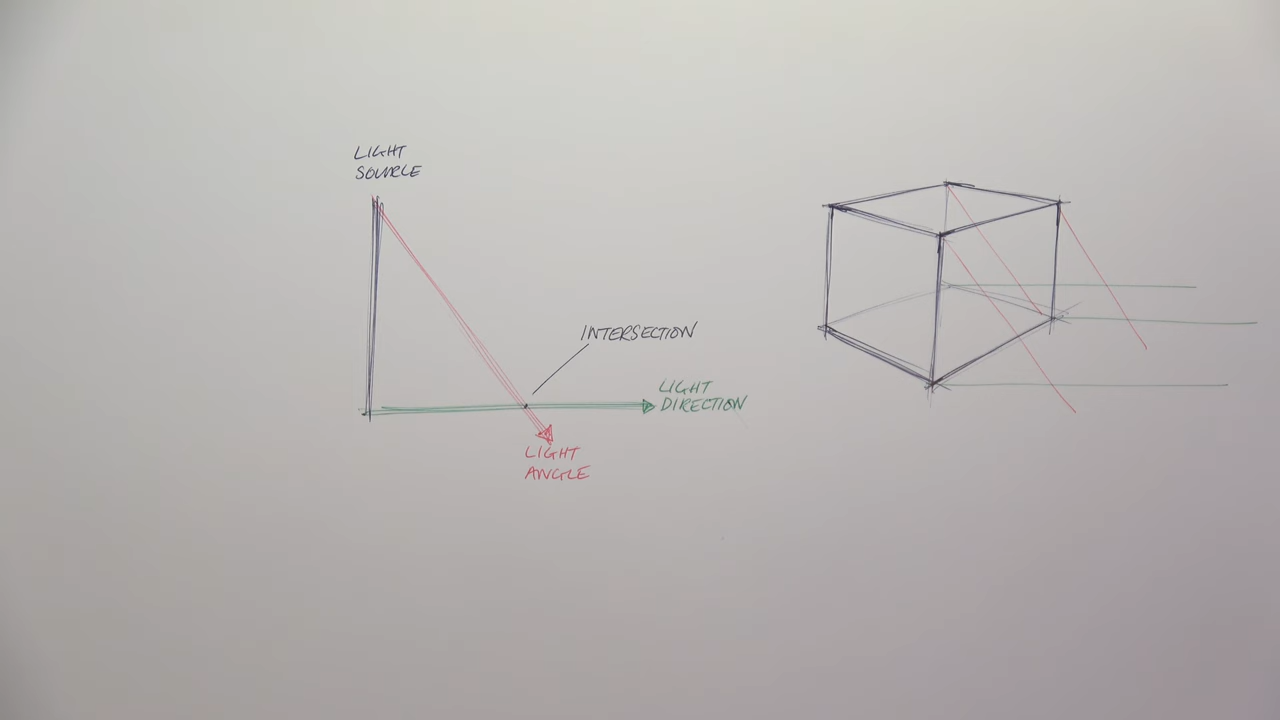 LIGHT
SOURCE
INTERSECTION
LIGHT
DIRECTION
LIGHT
ANGLE